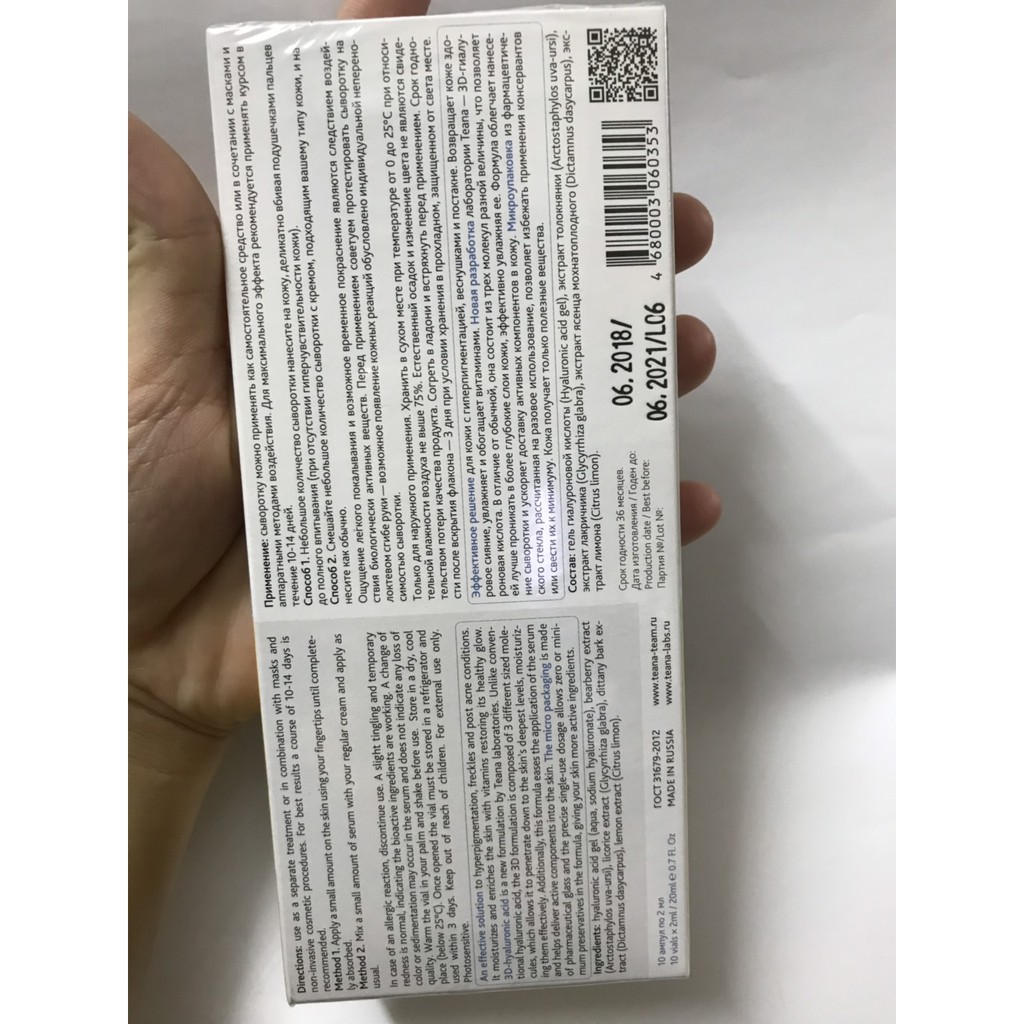 Применение: сыворотку можно применять как самостоятельное средство или в сочетании с масками и
аппаратными методами воздействия. Для максимального эффекта рекомендуется применять курсом в
течение 10-14 дней.
Способ 1. Небольшое количество сыворотки нанесите на кожу, деликатно вбивая подушечками пальцев
до полного впитывания (при отсутствии гиперчувствительности кожи).
Способ 2. Смешайте небольшое количество сыворотки с кремом, подходящим вашему типу кожи, и на-
несите как обычно.
Ощущение легкого покалывания и возможное временное покраснение являются следствием воздей-
ствия биологически активных веществ. Перед применением советуем протестировать сыворотку на
локтевом сгибе руки — возможное появление кожных реакций обусловлено индивидуальной неперено-
симостью сыворотки.
Только для наружного применения. Хранить в сухом месте при температуре от 0 до 25°С при относи-
тельной влажности воздуха не выше 75%. Естественный осадок и изменение цвета не являются свиде-
тельством потери качества продукта. Согреть в ладони и встряхнуть перед применением. Срок годно-
сти после вскрытия флакона — 3 дня при условии хранения в прохладном, защищенном от света месте.
Эффективное решение для кожи с гиперпигментацией, веснушками и постакне. Возвращает коже здо-
ровое сияние, увлажняет и обогащает витаминами. Новая разработка лаборатории Teana — 3D-гиалу-
роновая кислота. В отличие от обычной, она состоит из трех молекул разной величины, что позволяет
ей лучше проникать в более глубокие слои кожи, эффективно увлажняя ее. Формула облегчает нанесе-
ние сыворотки и ускоряет доставку активных компонентов в кожу. Микроупаковка из фармацевтиче-
ского стекла, рассчитанная на разовое использование, позволяет избежать применения консервантов
или свести их к минимуму. Кожа получает только полезные вещества.
Состав: гель гиалуроновой кислоты (Hyaluronic acid gel), экстракт толокнянки (Arctostaphylos uva-ursi),
экстракт лакричника (Glycyrrhiza glabra), экстракт ясенца мохнатоплодного (Dictamnus dasycarpus), экс-
тракт лимона (Citrus limon).
Срок годности 36 месяцев.
Дата изготовления / Годен до:
Production date / Best before:
Партия №/Lot №:
06.2018/
06.2021/L06
4 680003 060353
Directions: use as a separate treatment or in combination with masks and
non-invasive cosmetic procedures. For best results a course of 10-14 days is
recommended.
Method 1. Apply a small amount on the skin using your fingertips until complete-
ly absorbed.
Method 2. Mix a small amount of serum with your regular cream and apply as
usual.
In case of an allergic reaction, discontinue use. A slight tingling and temporary
redness is normal, indicating the bioactive ingredients are working. A change of
color or sedimentation may occur in the serum and does not indicate any loss of
quality. Warm the vial in your palm and shake before use. Store in a dry, cool
place (below 25°C). Once opened the vial must be stored in a refrigerator and
used within 3 days. Keep out of reach of children. For external use only.
Photosensitive.
An effective solution to hyperpigmentation, freckles and post acne conditions.
It moisturizes and enriches the skin with vitamins restoring its healthy glow.
3D-hyaluronic acid is a new formulation by Teana laboratories. Unlike conven-
tional hyaluronic acid, the 3D formulation is composed of 3 different sized mole-
cules, which allows it to penetrate down to the skin's deepest levels, moisturiz-
ing them effectively. Additionally, this formula eases the application of the serum
and helps deliver active components into the skin. The micro packaging is made
of pharmaceutical glass and the precise single-use dosage allows zero or mini-
mum preservatives in the formula, giving your skin more active ingredients.
Ingredients: hyaluronic acid gel (aqua, sodium hyaluronate), bearberry extract
(Arctostaphylos uva-ursi), licorice extract (Glycyrrhiza glabra), dittany bark ex-
tract (Dictamnus dasycarpus), lemon extract (Citrus limon).
10 ампул по 2 мл
10 vials x 2ml / 20ml ℮ 0.7 Fl. Oz
ГОСТ 31679-2012
MADE IN RUSSIA
www.teana-team.ru
www.teana-labs.ru